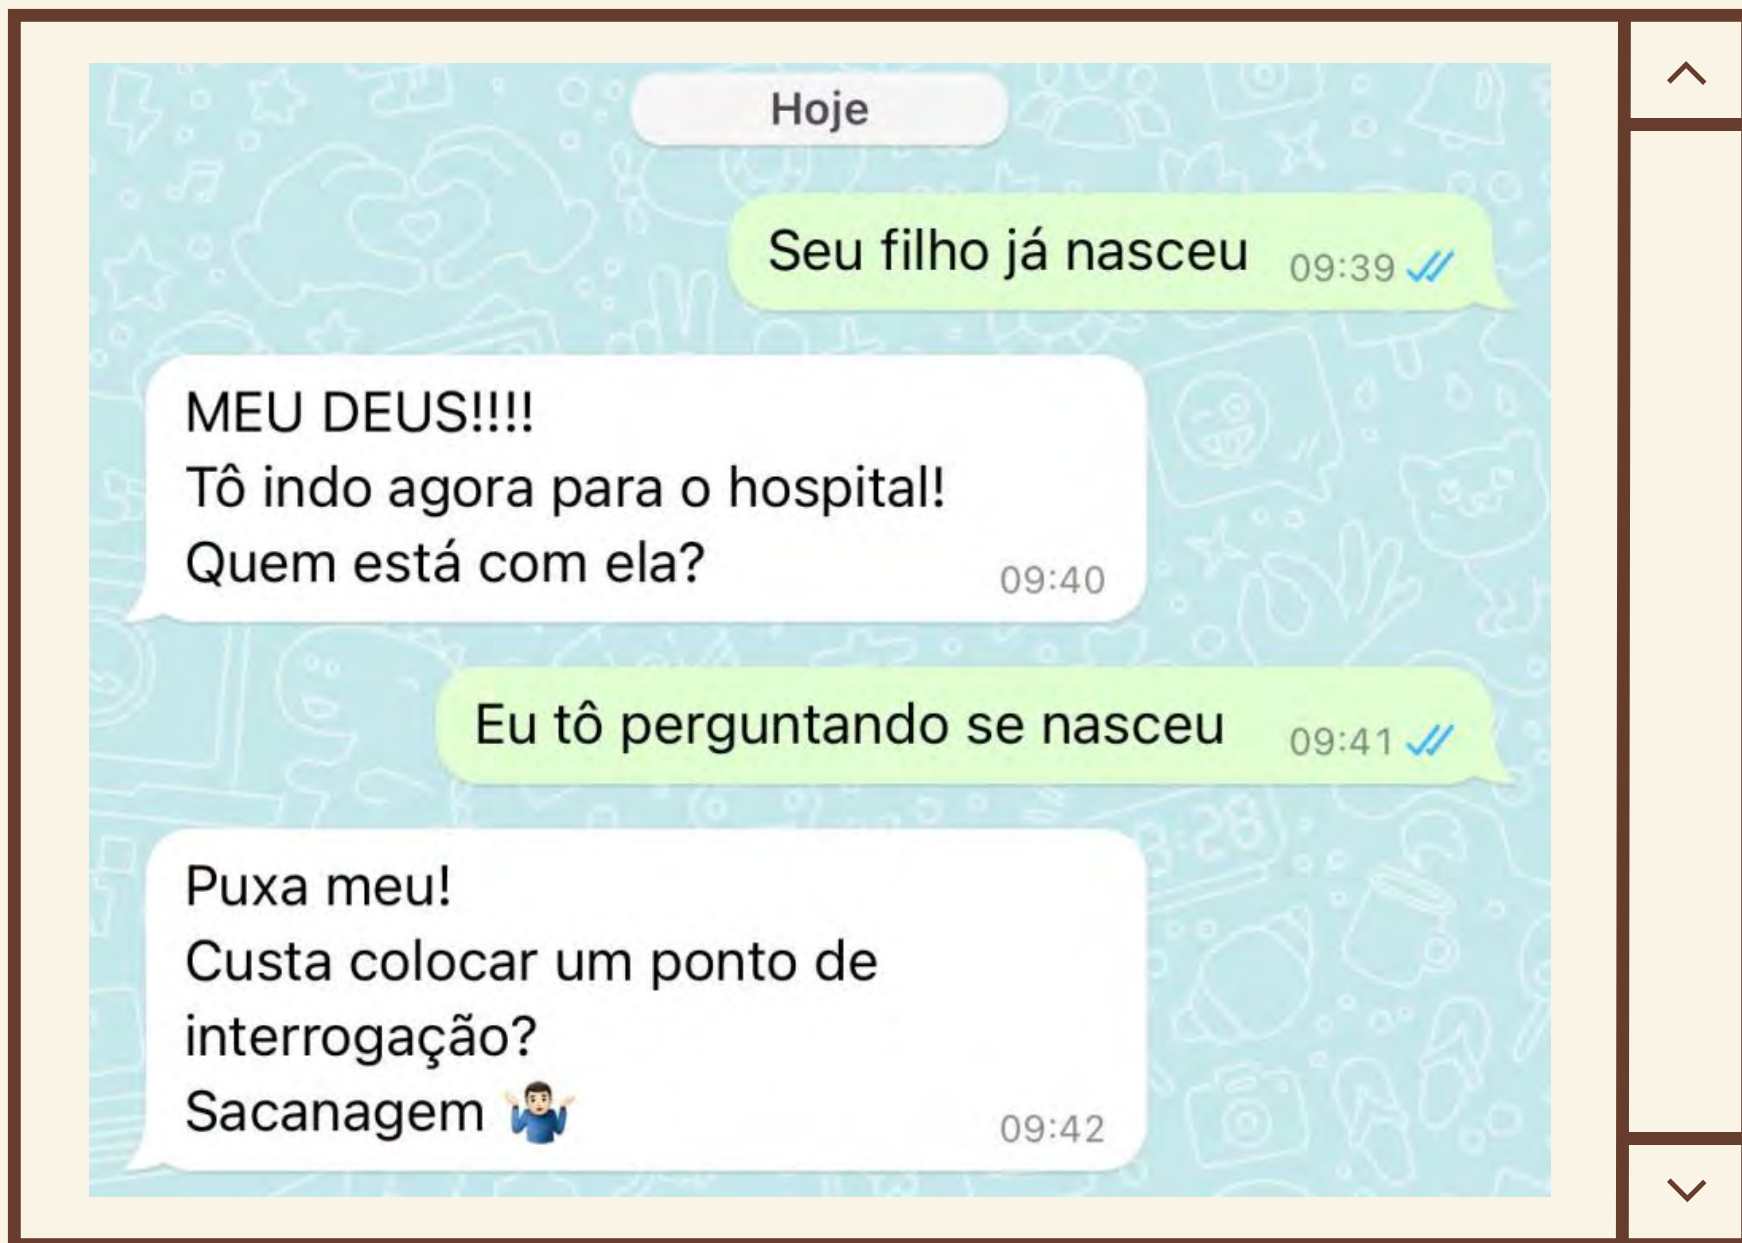 Hoje
Seu filho já nasceu 09:39
MEU DEUS!!!!
Tô indo agora para o hospital!
Quem está com ela? 09:40
Eu tô perguntando se nasceu 09:41
Puxa meu!
Custa colocar um ponto de
interrogação?
Sacanagem 🤷🏻‍♂️ 09:42